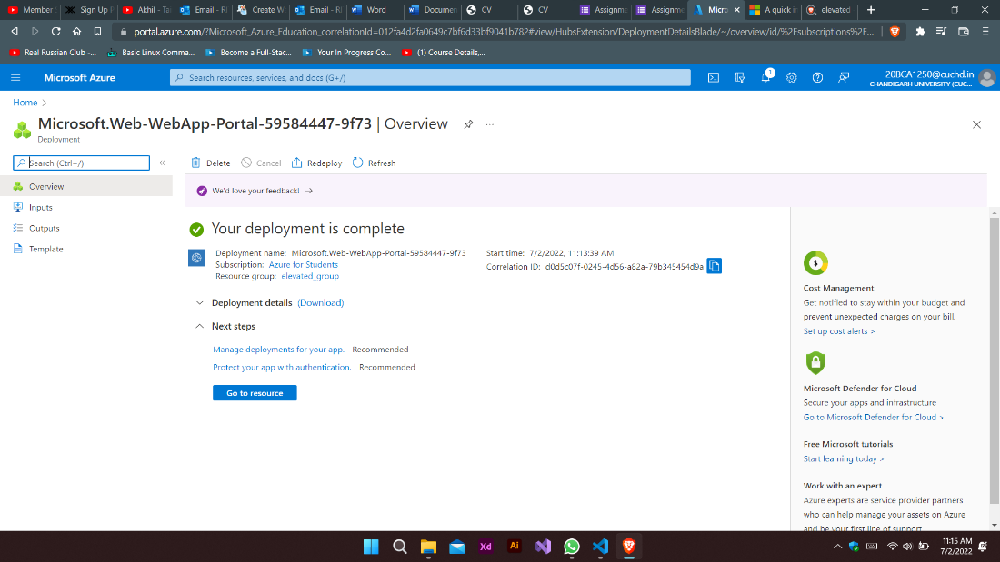 Member
Sign Up F
Akhil - Ta
Email - R
Create W
Email - R
Word
Documen
CV
CV
Assignme
Assignme
Micro
A quick i
elevated
portal.azure.com/?Microsoft_Azure_Education_correlationId=012fa4d2fa0649c7bf6d33bf9041b782#view/HubsExtension/DeploymentDetailsBlade/~/overview/id/%2Fsubscriptions%2F...
Real Russian Club -...
Basic Linux Comma...
Become a Full-Stac...
Your In Progress Co...
(1) Course Details,...
Microsoft Azure
Search resources, services, and docs (G+/)
1
20BCA1250@cuchd.in
CHANDIGARH UNIVERSITY (CUC...
Home
Microsoft.Web-WebApp-Portal-59584447-9f73 | Overview
Deployment
Search (Ctrl+/)
Delete
Cancel
Redeploy
Refresh
Overview
Inputs
Outputs
Template
We'd love your feedback!
Your deployment is complete
Deployment name: Microsoft.Web-WebApp-Portal-59584447-9f73
Subscription: Azure for Students
Resource group: elevated_group
Start time: 7/2/2022, 11:13:39 AM
Correlation ID: d0d5c07f-0245-4d56-a82a-79b345454d9a
Deployment details (Download)
Next steps
Manage deployments for your app. Recommended
Protect your app with authentication. Recommended
Go to resource
Cost Management
Get notified to stay within your budget and
prevent unexpected charges on your bill.
Set up cost alerts >
Microsoft Defender for Cloud
Secure your apps and infrastructure
Go to Microsoft Defender for Cloud >
Free Microsoft tutorials
Start learning today >
Work with an expert
Azure experts are service provider partners
who can help manage your assets on Azure
and be your first line of support.
Xd
Ai
11:15 AM
7/2/2022